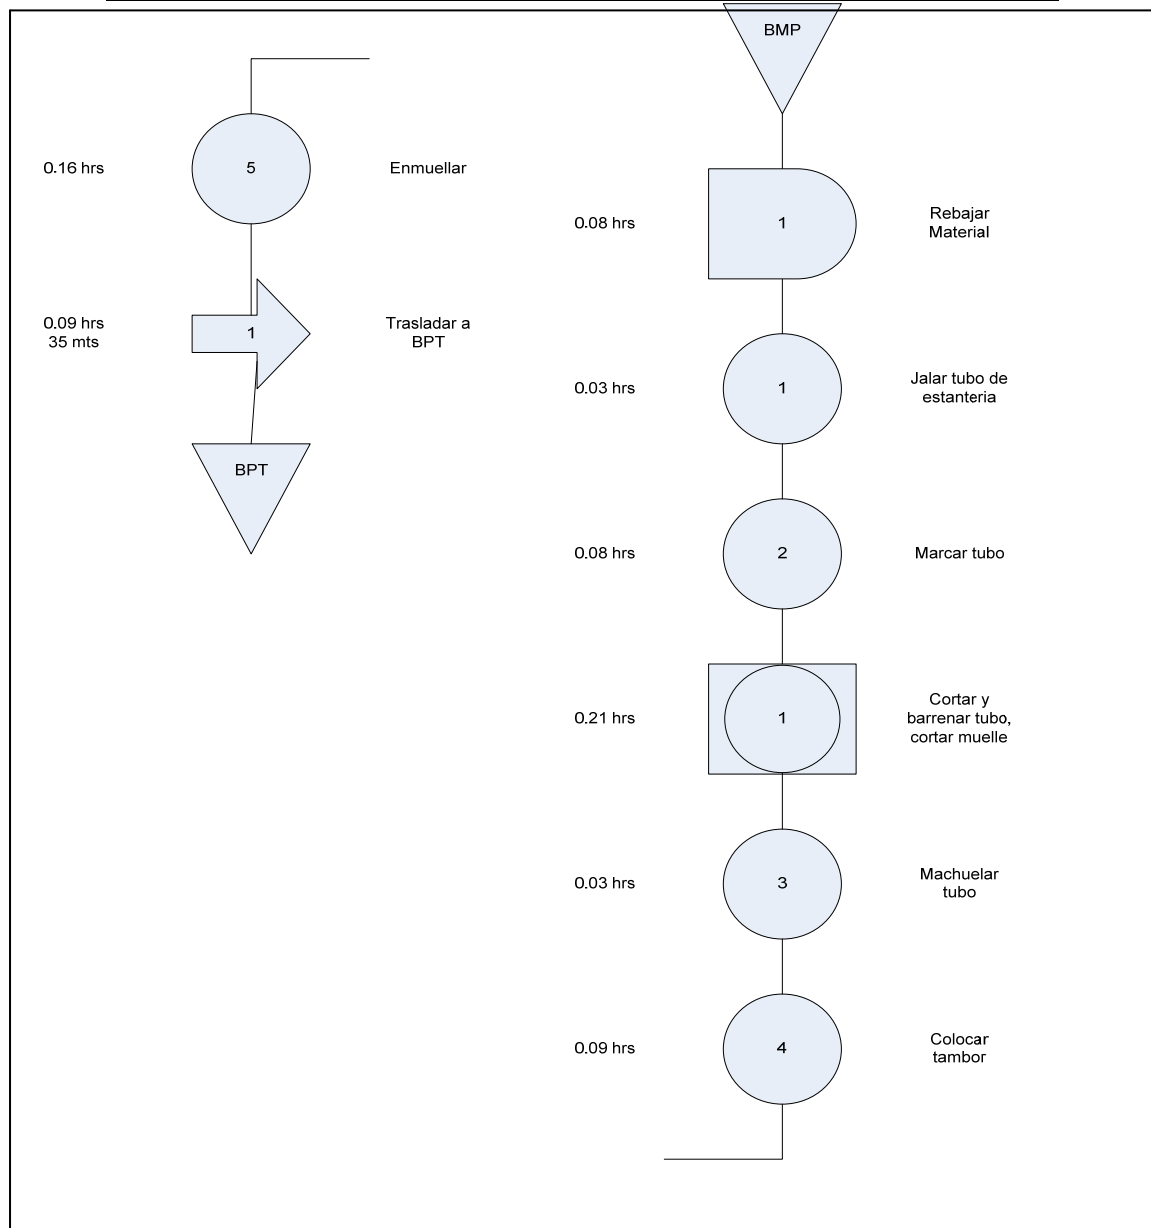 BMP
0.08 hrs
1
Rebajar
Material
0.03 hrs
1
Jalar tubo de
estanteria
0.08 hrs
2
Marcar tubo
0.21 hrs
1
Cortar y
barrenar tubo,
cortar muelle
0.03 hrs
3
Machuelar
tubo
0.09 hrs
4
Colocar
tambor
0.16 hrs
5
Enmuellar
0.09 hrs
35 mts
1
Trasladar a
BPT
BPT